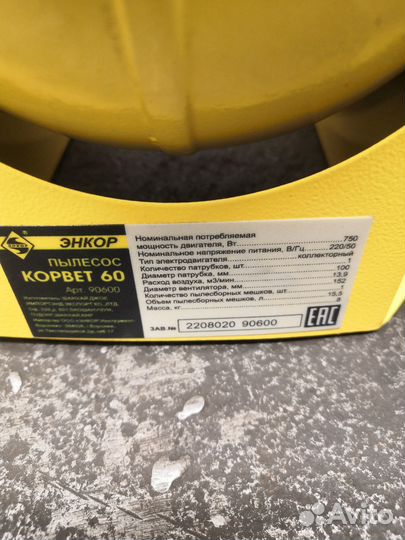 ЭНКОР
ПЫЛЕСОС
КОРВЕТ 60
Арт. 90600
Номинальная потребляемая
мощность двигателя, Вт 750
Номинальное напряжение питания, В/Гц 220/50
Тип электродвигателя коллекторный
Количество патрубков, шт. 1
Диаметр патрубка, мм 100
Расход воздуха, м3/мин 13,9
Диаметр вентилятора, мм 152
Количество пылесборных мешков, шт 1
Объем пылесборных мешков, л 15,5
Масса, кг 8
ЗАВ.№ 2208020 90600
EAC
Avito